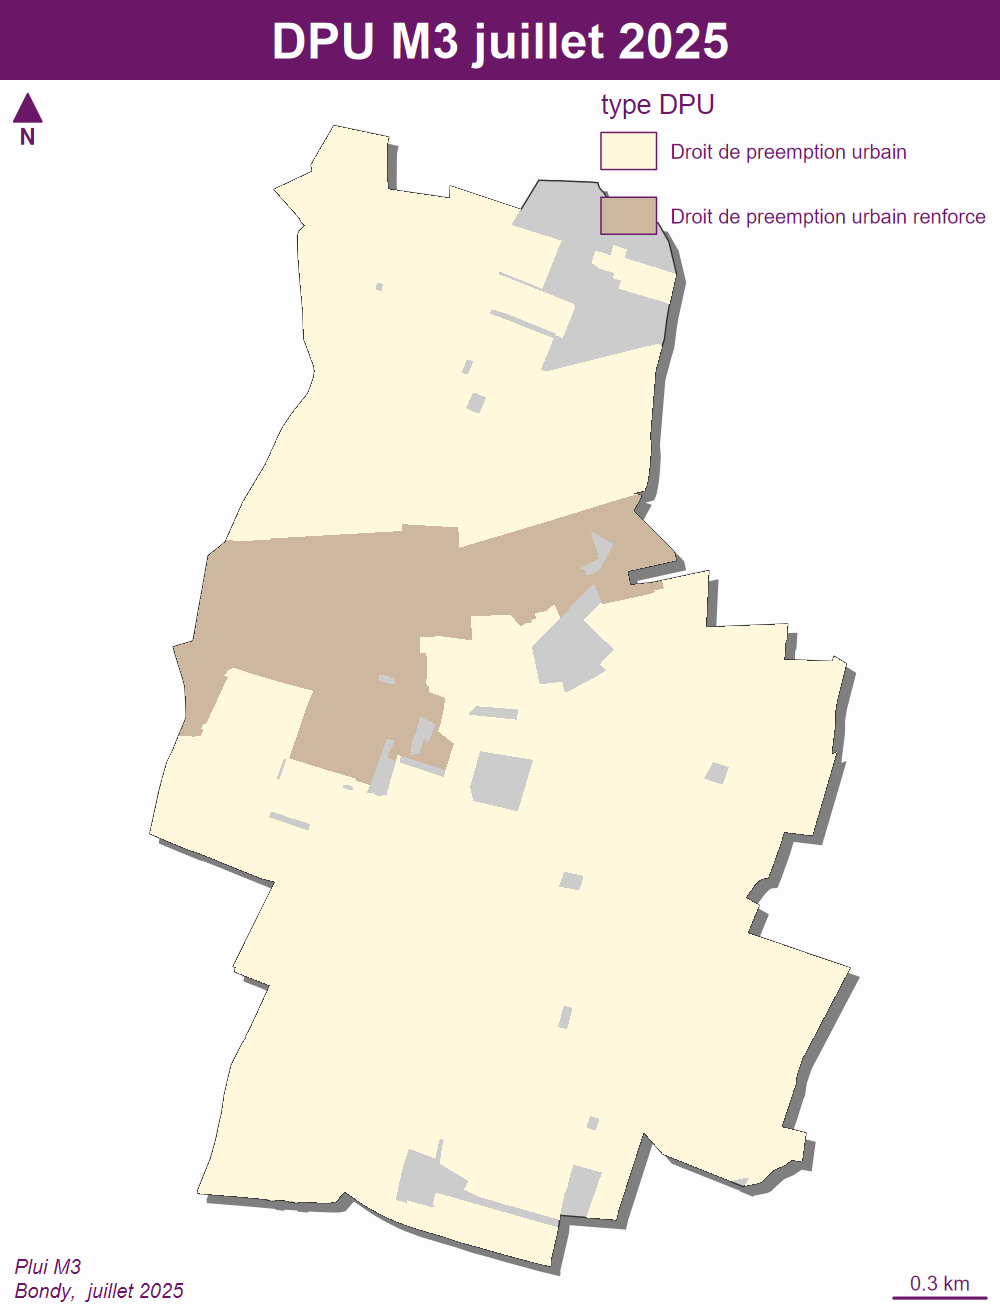 DPU M3 juillet 2025
N
type DPU
Droit de preemption urbain
Droit de preemption urbain renforce
Plui M3
Bondy, juillet 2025
0.3 km